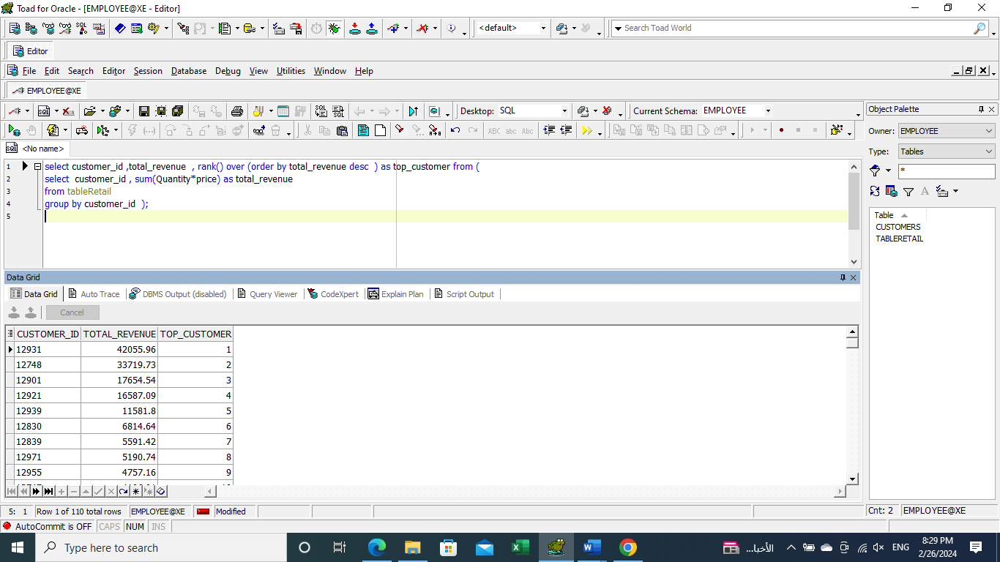 Toad for Oracle - [EMPLOYEE@XE - Editor]
<default>
Search Toad World
Editor
File Edit Search Editor Session Database Debug View Utilities Window Help
EMPLOYEE@XE
SQL SQL SQL Desktop: SQL Current Schema: EMPLOYEE
ABC abc Abc
<No name>
1 select customer_id ,total_revenue , rank() over (order by total_revenue desc ) as top_customer from (
2 select customer_id , sum(Quantity*price) as total_revenue
3 from tableRetail
4 group by customer_id );
5
Object Palette
Owner: EMPLOYEE
Type: Tables
*
Table
CUSTOMERS
TABLERETAIL
Data Grid
Data Grid Auto Trace DBMS Output (disabled) Query Viewer CodeXpert Explain Plan Script Output
Cancel
CUSTOMER_ID TOTAL_REVENUE TOP_CUSTOMER
12931 42055.96 1
12748 33719.73 2
12901 17654.54 3
12921 16587.09 4
12939 11581.8 5
12830 6814.64 6
12839 5591.42 7
12971 5190.74 8
12955 4757.16 9
5: 1 Row 1 of 110 total rows EMPLOYEE@XE Modified
Cnt: 2 EMPLOYEE@XE
AutoCommit is OFF CAPS NUM INS
Type here to search
الأخبا...
ENG
8:29 PM
2/26/2024